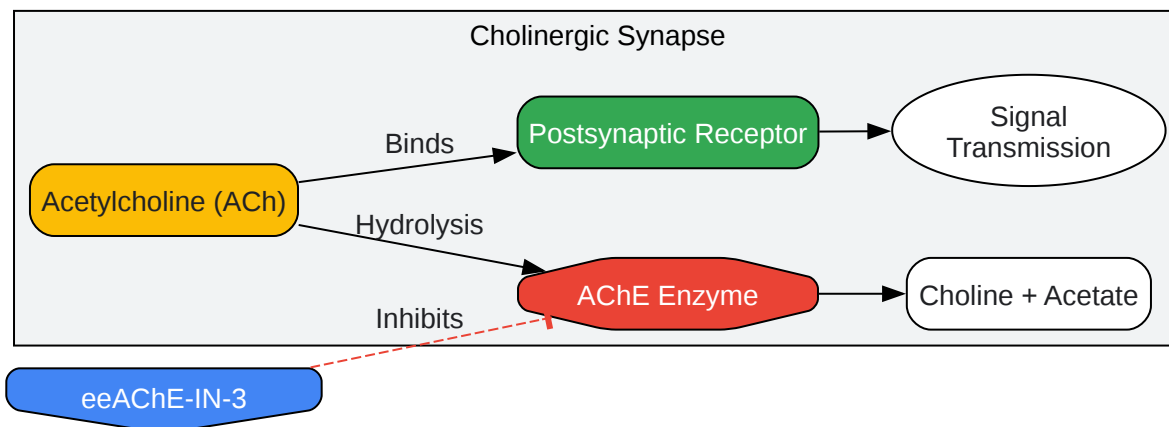 Cholinergic Synapse
Acetylcholine (ACh)
Binds
Hydrolysis
Inhibits
Postsynaptic Receptor
AChE Enzyme
Signal
Transmission
Choline + Acetate
eeAChE-IN-3